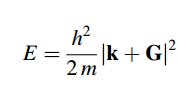 E = h²/2m |k + G|²